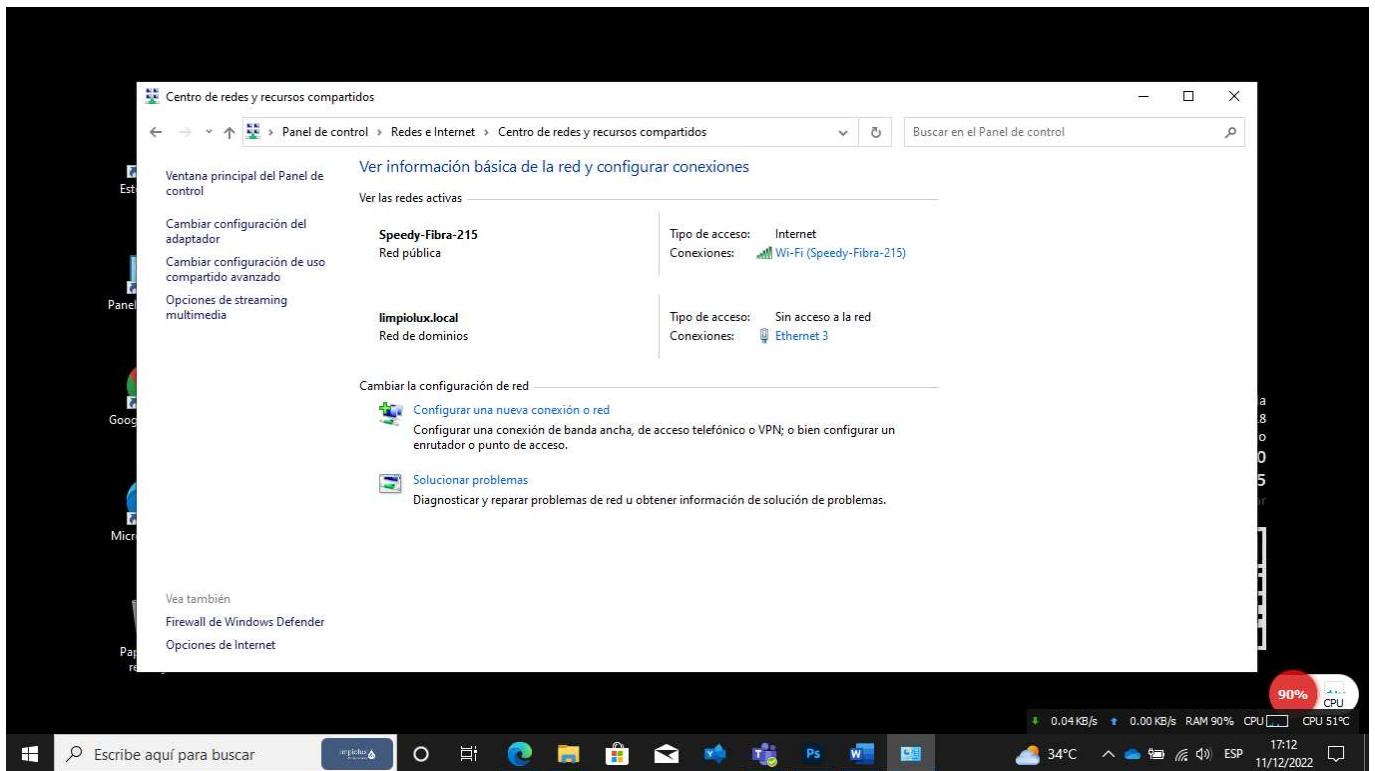 Centro de redes y recursos compartidos
Panel de control > Redes e Internet > Centro de redes y recursos compartidos
Buscar en el Panel de control
Ventana principal del Panel de
control
Cambiar configuración del
adaptador
Cambiar configuración de uso
compartido avanzado
Opciones de streaming
multimedia
Ver información básica de la red y configurar conexiones
Ver las redes activas
Speedy-Fibra-215
Red pública
Tipo de acceso: Internet
Conexiones: Wi-Fi (Speedy-Fibra-215)
limpiolux.local
Red de dominios
Tipo de acceso: Sin acceso a la red
Conexiones: Ethernet 3
Cambiar la configuración de red
Configurar una nueva conexión o red
Configurar una conexión de banda ancha, de acceso telefónico o VPN; o bien configurar un
enrutador o punto de acceso.
Solucionar problemas
Diagnosticar y reparar problemas de red u obtener información de solución de problemas.
Vea también
Firewall de Windows Defender
Opciones de Internet
Est
Panel
Goog
Micr
Pap
re
a
8
o
0
5
90%
CPU
0.04 KB/s 0.00 KB/s RAM 90% CPU CPU 51°C
Escribe aquí para buscar
limpiolux
Ps
W
34°C
ESP
17:12
11/12/2022